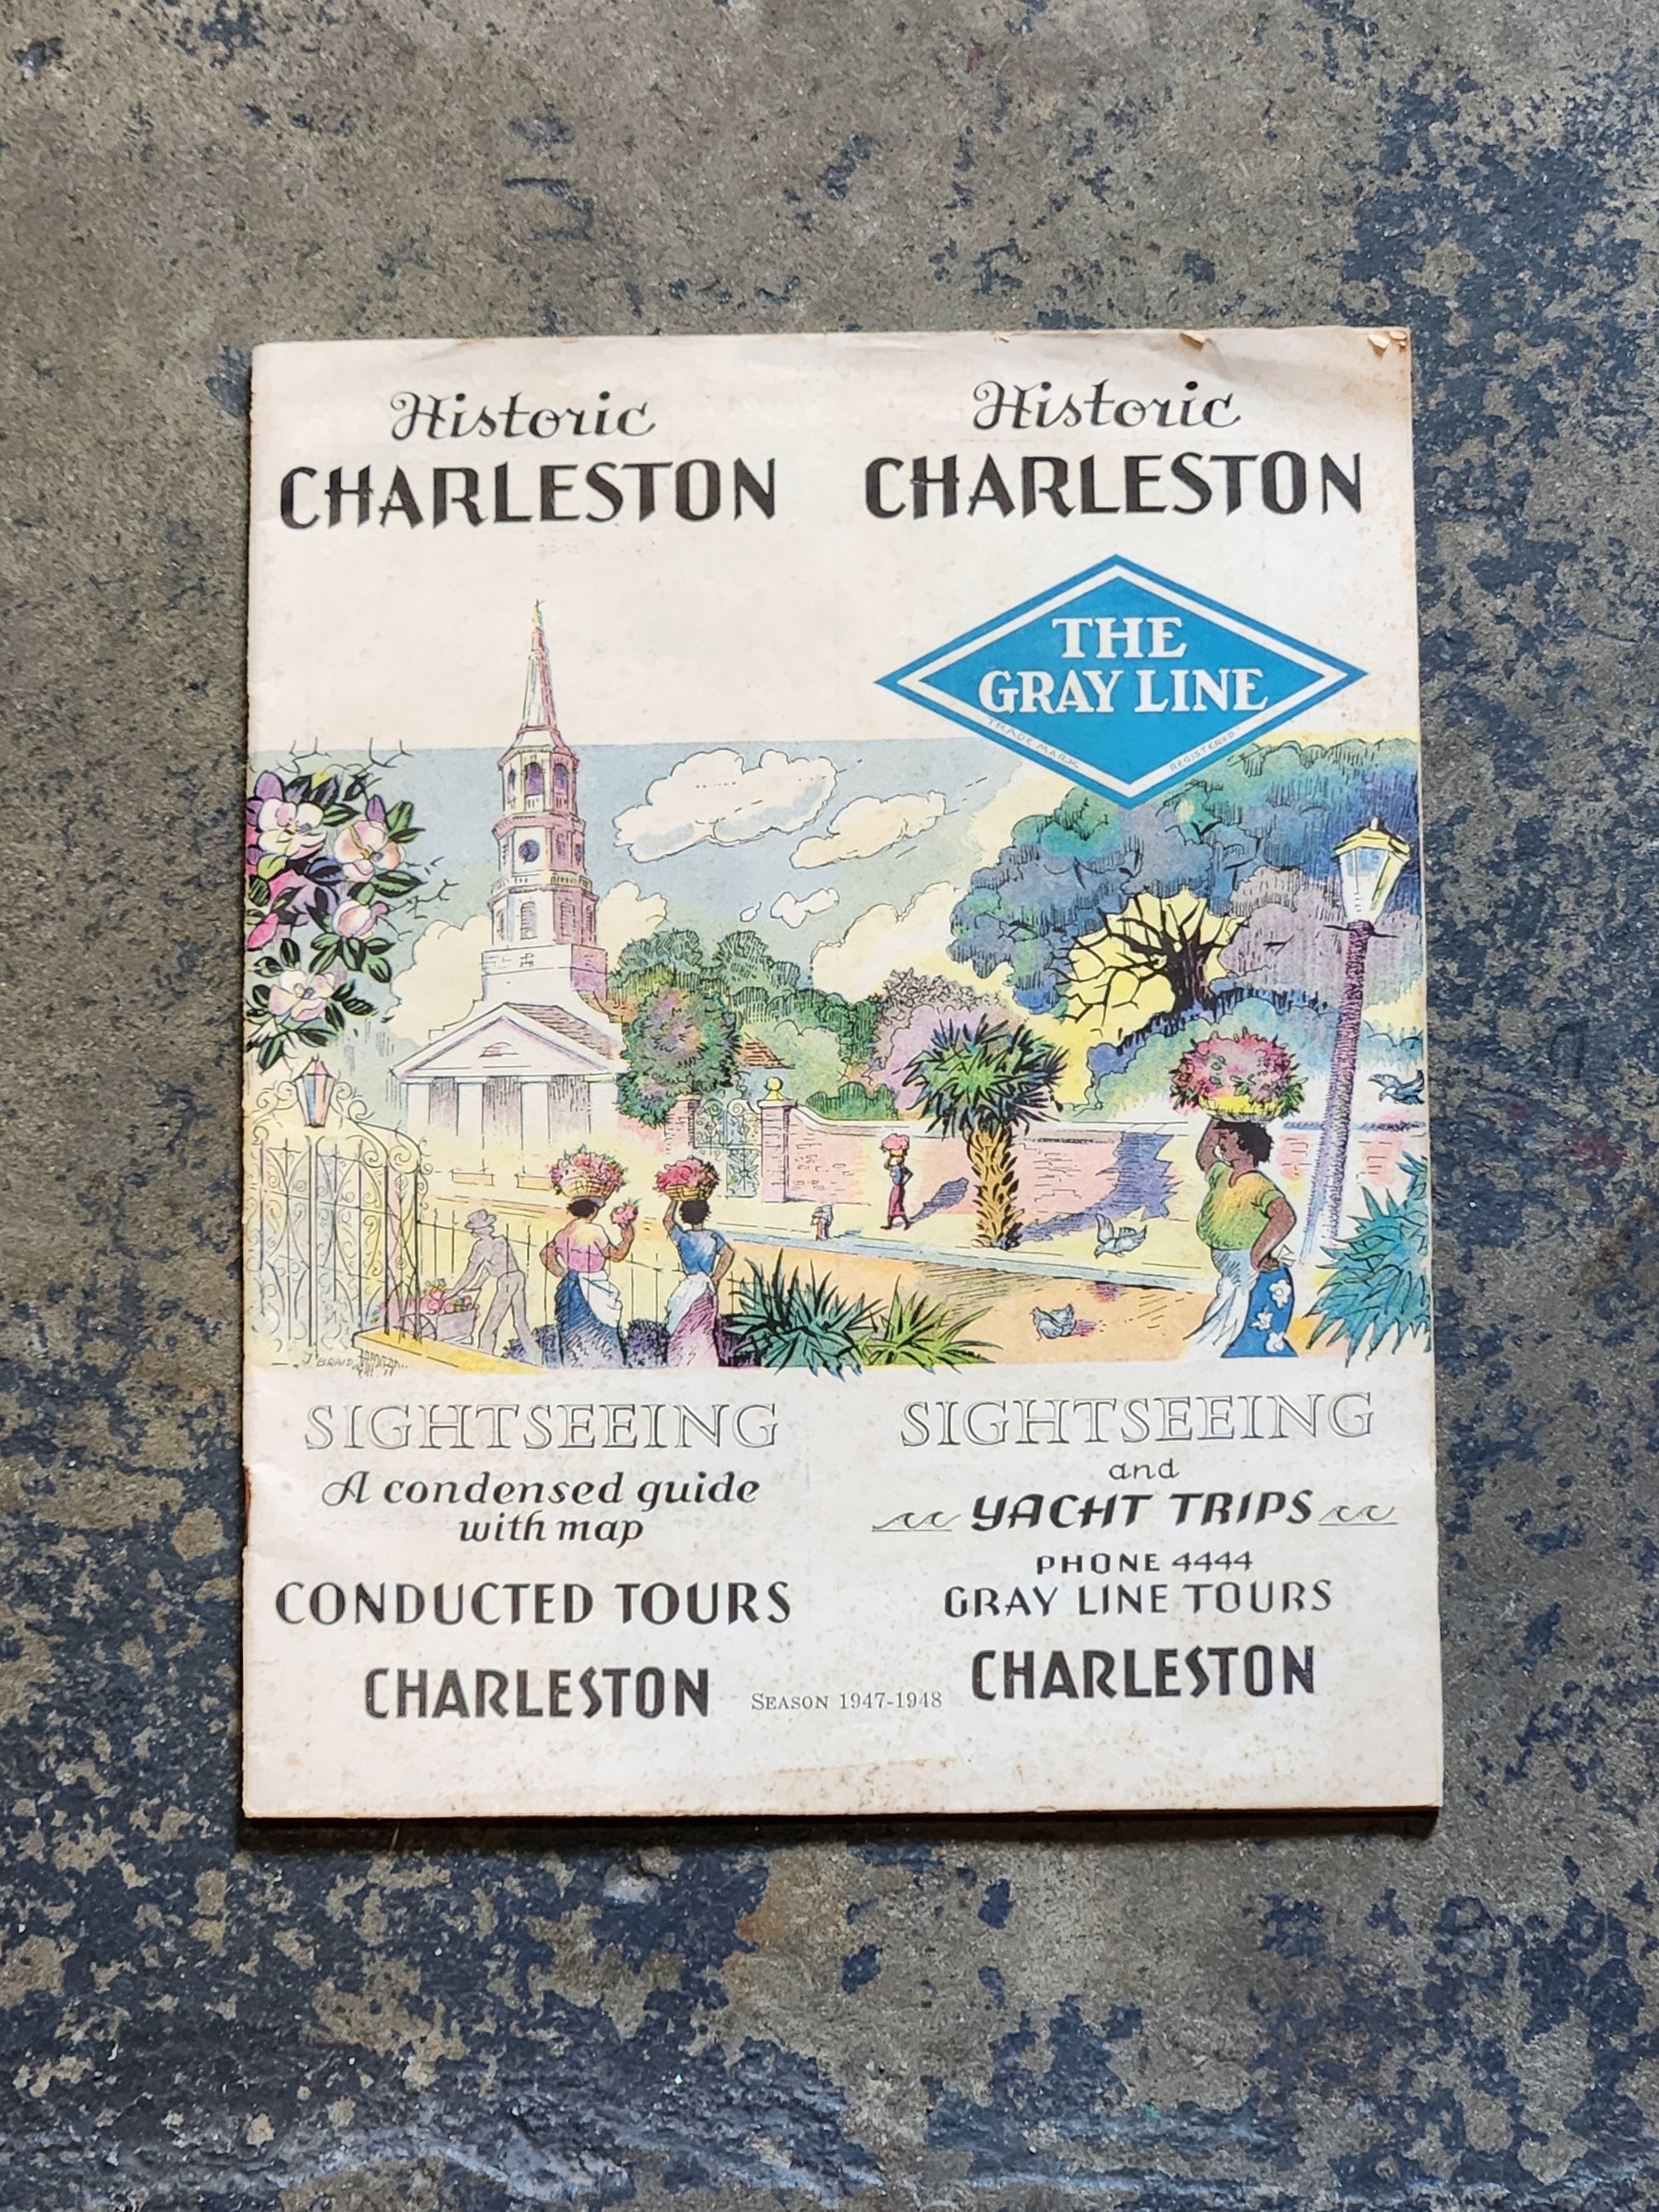 Historic
CHARLESTON
Historic
CHARLESTON
THE
GRAY LINE
TRADE MARK
REGISTERED
SIGHTSEEING
A condensed guide
with map
CONDUCTED TOURS
CHARLESTON
SEASON 1947-1948
SIGHTSEEING
and
YACHT TRIPS
PHONE 4444
GRAY LINE TOURS
CHARLESTON